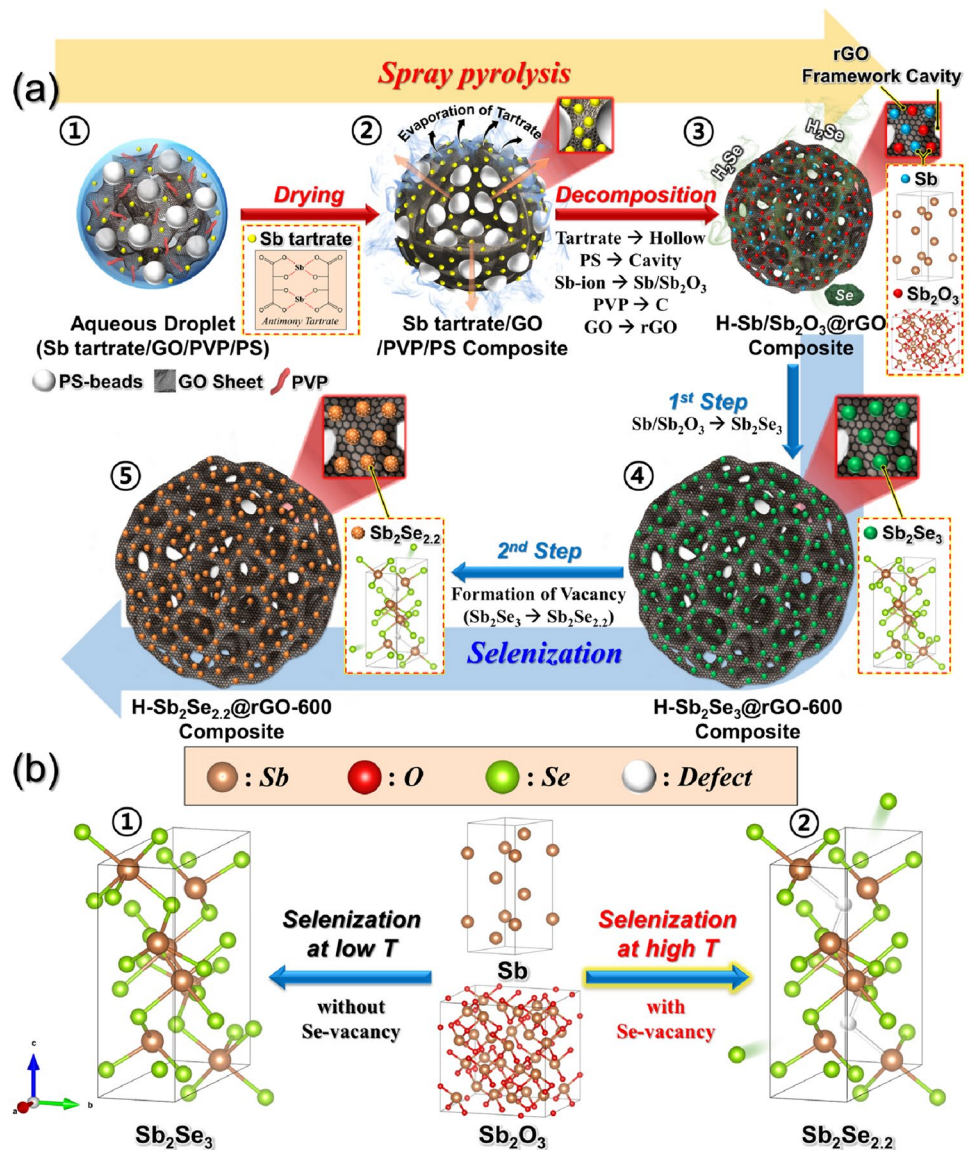 (a)
Spray pyrolysis
rGO
Framework Cavity
①
②
③
Evaporation of Tartrate
H₂Se
H₂Se
Drying
Decomposition
Sb tartrate
Sb
Sb
Antimony Tartrate
Tartrate → Hollow
PS → Cavity
Sb-ion → Sb/Sb₂O₃
PVP → C
GO → rGO
Sb
Sb₂O₃
Se
Aqueous Droplet
(Sb tartrate/GO/PVP/PS)
Sb tartrate/GO
/PVP/PS Composite
H-Sb/Sb₂O₃@rGO
Composite
PS-beads
GO Sheet
PVP
1st Step
Sb/Sb₂O₃ → Sb₂Se₃
⑤
④
Sb₂Se₂.₂
Sb₂Se₃
2nd Step
Formation of Vacancy
(Sb₂Se₃ → Sb₂Se₂.₂)
Selenization
H-Sb₂Se₂.₂@rGO-600
Composite
H-Sb₂Se₃@rGO-600
Composite
(b)
: Sb
: O
: Se
: Defect
①
②
Selenization
at low T
without
Se-vacancy
Sb
Selenization
at high T
with
Se-vacancy
c
a
b
Sb₂Se₃
Sb₂O₃
Sb₂Se₂.₂